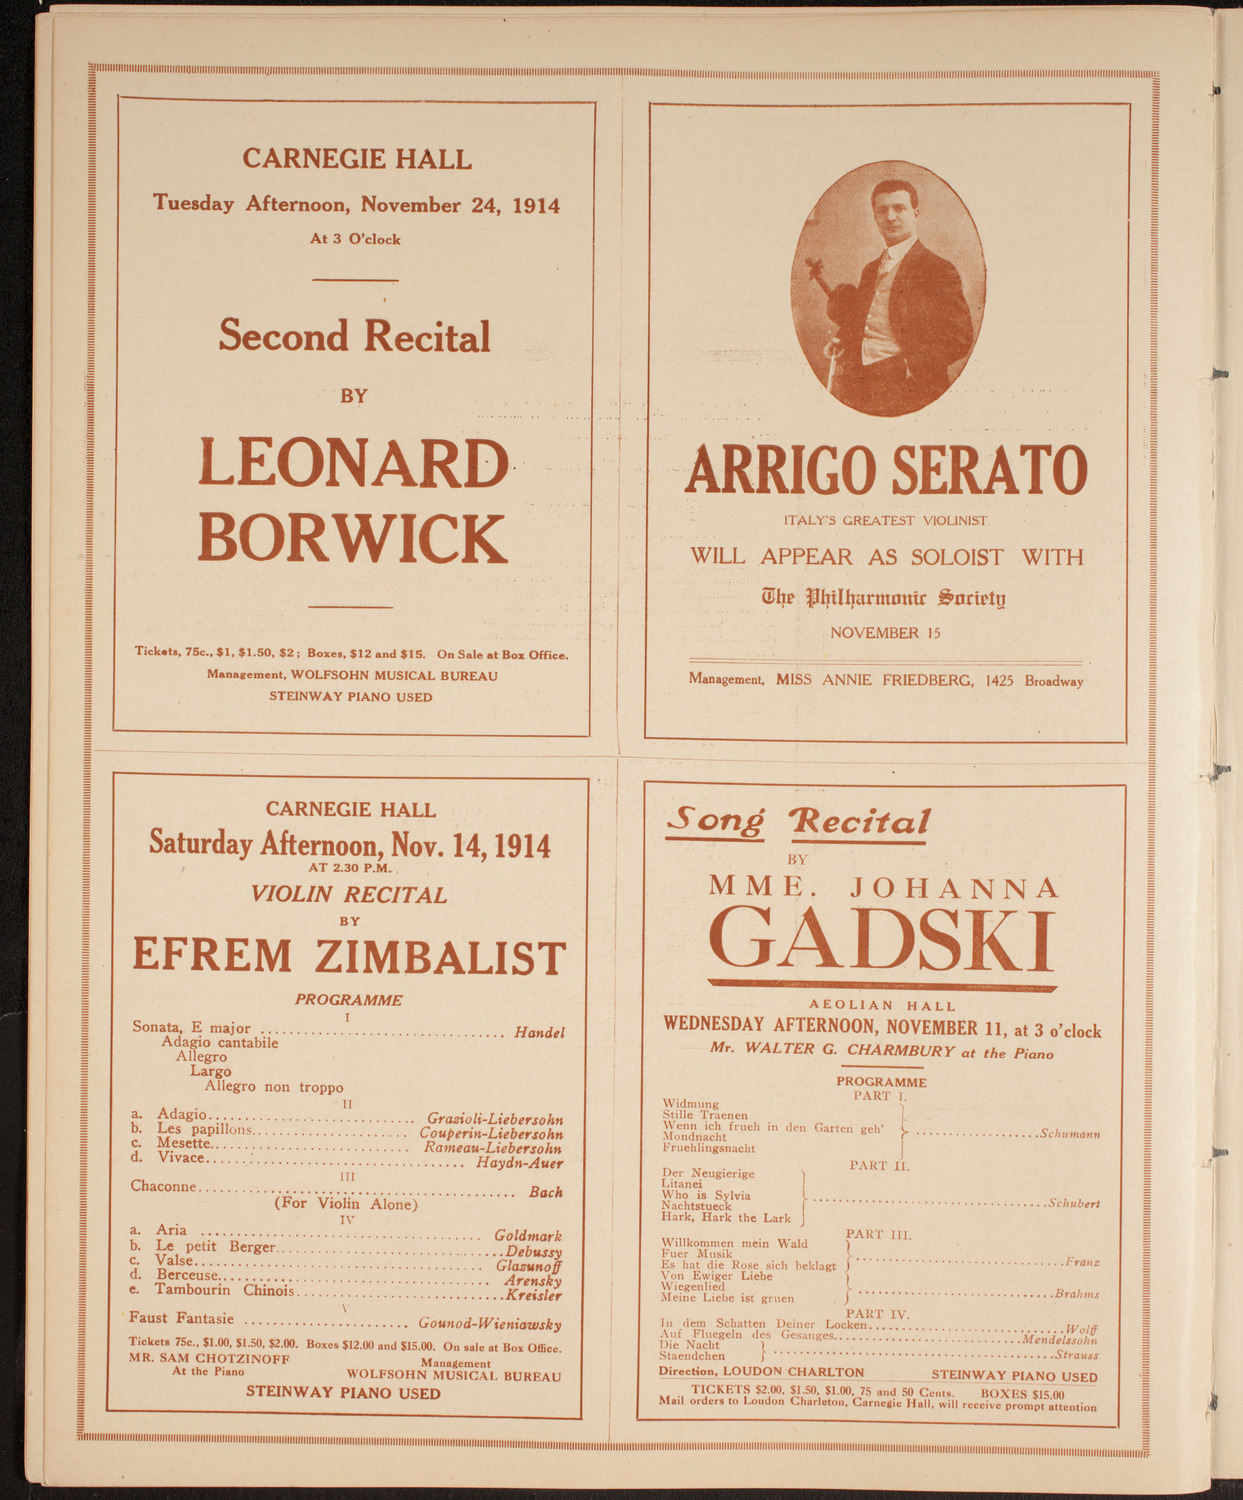 CARNEGIE HALL
Tuesday Afternoon, November 24, 1914
At 3 O'clock
Second Recital
BY
LEONARD
BORWICK
Tickets, 75c., $1, $1.50, $2; Boxes, $12 and $15. On Sale at Box Office.
Management, WOLFSOHN MUSICAL BUREAU
STEINWAY PIANO USED
ARRIGO SERATO
ITALY'S GREATEST VIOLINIST
WILL APPEAR AS SOLOIST WITH
The Philharmonic Society
NOVEMBER 15
Management, MISS ANNIE FRIEDBERG, 1425 Broadway
CARNEGIE HALL
Saturday Afternoon, Nov. 14, 1914
AT 2.30 P.M.
VIOLIN RECITAL
BY
EFREM ZIMBALIST
PROGRAMME
I
Sonata, E major ................................ Handel
Adagio cantabile
Allegro
Largo
Allegro non troppo
II
a. Adagio............................ Grazioli-Liebersohn
b. Les papillons..................... Couperin-Liebersohn
c. Mesette........................... Rameau-Liebersohn
d. Vivace................................... Haydn-Auer
III
Chaconne......................................... Bach
(For Violin Alone)
IV
a. Aria ..................................... Goldmark
b. Le petit Berger............................Debussy
c. Valse..................................... Glazunoff
d. Berceuse.................................. Arensky
e. Tambourin Chinois..........................Kreisler
V
Faust Fantasie ...................... Gounod-Wieniawsky
Tickets 75c., $1.00, $1.50, $2.00. Boxes $12.00 and $15.00. On sale at Box Office.
MR. SAM CHOTZINOFF
At the Piano
Management
WOLFSOHN MUSICAL BUREAU
STEINWAY PIANO USED
Song Recital
BY
MME. JOHANNA
GADSKI
AEOLIAN HALL
WEDNESDAY AFTERNOON, NOVEMBER 11, at 3 o'clock
Mr. WALTER G. CHARMBURY at the Piano
PROGRAMME
PART I.
Widmung
Stille Traenen
Wenn ich frueh in den Garten geh' ..................Schumann
Mondnacht
Fruehlingsnacht
PART II.
Der Neugierige
Litanei
Who is Sylvia ..................................Schubert
Nachtstueck
Hark, Hark the Lark
PART III.
Willkommen mein Wald
Fuer Musik
Es hat die Rose sich beklagt ..............................Franz
Von Ewiger Liebe
Wiegenlied ............................Brahms
Meine Liebe ist gruen
PART IV.
In dem Schatten Deiner Locken............................Wolff
Auf Fluegeln des Gesanges..........................Mendelssohn
Die Nacht
Staendchen ........................................Strauss
Direction, LOUDON CHARLTON STEINWAY PIANO USED
TICKETS $2.00, $1.50, $1.00, 75 and 50 Cents. BOXES $15.00
Mail orders to Loudon Charleton, Carnegie Hall, will receive prompt attention